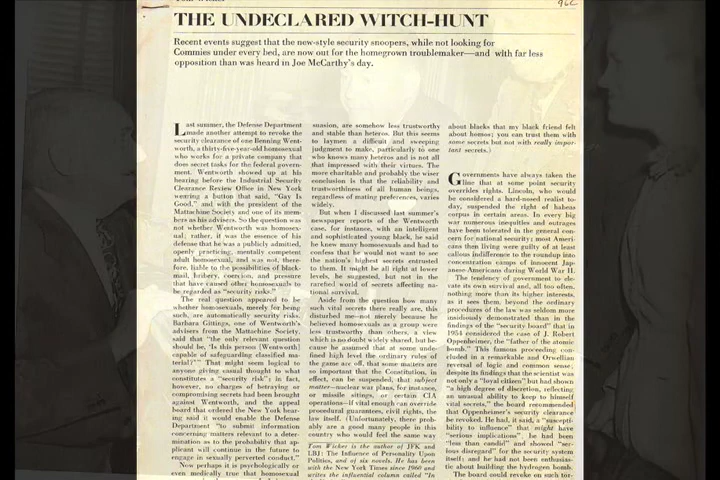 96c
THE UNDECLARED WITCH-HUNT
Recent events suggest that the new-style security snoopers, while not looking for
Commies under every bed, are now out for the homegrown troublemaker—and with far less
opposition than was heard in Joe McCarthy's day.
Last summer, the Defense Department
made another attempt to revoke the
security clearance of one Benning Went-
worth, a thirty-five-year-old homosexual
who works for a private company that
does secret tasks for the federal govern-
ment. Wentworth showed up at his
hearing before the Industrial Security
Clearance Review Office in New York
wearing a button that said, "Gay Is
Good," and with the president of the
Mattachine Society and one of its mem-
bers as his advisers. So the question was
not whether Wentworth was homosex-
ual; rather, it was the essence of his
defense that he was a publicly admitted,
openly practicing, mentally competent
adult homosexual, and was not, there-
fore, liable to the possibilities of black-
mail, bribery, coercion, and pressure
that have caused other homosexuals to
be regarded as "security risks."
The real question appeared to be
whether homosexuals, merely for being
such, are automatically security risks.
Barbara Gittings, one of Wentworth's
advisers from the Mattachine Society,
said that "the only relevant question
should be, 'Is this person [Wentworth]
capable of safeguarding classified ma-
terial?'" That might seem logical to
anyone giving casual thought to what
constitutes a "security risk"; in fact,
however, no charges of betraying or
compromising secrets had been brought
against Wentworth, and the appeal
board that ordered the New York hear-
ing said it would enable the Defense
Department "to submit information
concerning matters relevant to a deter-
mination as to the probability that ap-
plicant will continue in the future to
engage in sexually perverted conduct."
Now perhaps it is psychologically or
even medically true that homosexual
suasion, are somehow less trustworthy
and stable than heteros. But this seems
to laymen a difficult and sweeping
judgment to make, particularly to one
who knows many heteros and is not all
that impressed with their virtues. The
more charitable and probably the wiser
conclusion is that the reliability and
trustworthiness of all human beings,
regardless of mating preferences, varies
widely.
But when I discussed last summer's
newspaper reports of the Wentworth
case, for instance, with an intelligent
and sophisticated young black, he said
he knew many homosexuals and had to
confess that he would not want to see
the nation's highest secrets entrusted
to them. It might be all right at lower
levels, he suggested, but not in the
rarefied world of secrets affecting na-
tional survival.
Aside from the question how many
such vital secrets there really are, this
disturbed me—not merely because he
believed homosexuals as a group were
less trustworthy than others, a view
which is no doubt widely shared, but be-
cause he assumed that at some unde-
fined high level the ordinary rules of
the game are off, that some matters are
so important that the Constitution, in
effect, can be suspended, that subject
matter—nuclear war plans, for instance,
or missile sitings, or certain CIA
operations—if vital enough can override
procedural guarantees, civil rights, the
law itself. (Unfortunately, there prob-
ably are a good many people in this
country who would feel the same way
Tom Wicker is the author of JFK and
LBJ: The Influence of Personality Upon
Politics, and of six novels. He has been
with the New York Times since 1960 and
writes the influential column called "In
about blacks that my black friend felt
about homos; you can trust them with
some secrets but not with really impor-
tant secrets.)
Governments have always taken the
line that at some point security
overrides rights. Lincoln, who would
be considered a hard-nosed realist to-
day, suspended the right of habeas
corpus in certain areas. In every big
war numerous inequities and outrages
have been tolerated in the general con-
cern for national security; most Ameri-
cans then living were guilty of at least
callous indifference to the roundup into
concentration camps of innocent Jap-
anese Americans during World War II.
The tendency of government to ele-
vate its own survival and, all too often,
nothing more than its higher interests,
as it sees them, beyond the ordinary
procedures of the law was seldom more
insidiously demonstrated than in the
findings of the "security board" that in
1954 considered the case of J. Robert
Oppenheimer, the "father of the atomic
bomb." This famous proceeding con-
cluded in a remarkable and Orwellian
reversal of logic and common sense;
despite its findings that the scientist was
not only a "loyal citizen" but had shown
"a high degree of discretion, reflecting
an unusual ability to keep to himself
vital secrets," the board recommended
that Oppenheimer's security clearance
be revoked. He had, it said, a "suscepti-
bility to influence" that might have
"serious implications", he had been
"less than candid" and showed "seri-
ous disregard" for the security system
itself; and he had not been enthusias-
tic about building the hydrogen bomb.
The board could revoke on such tor-